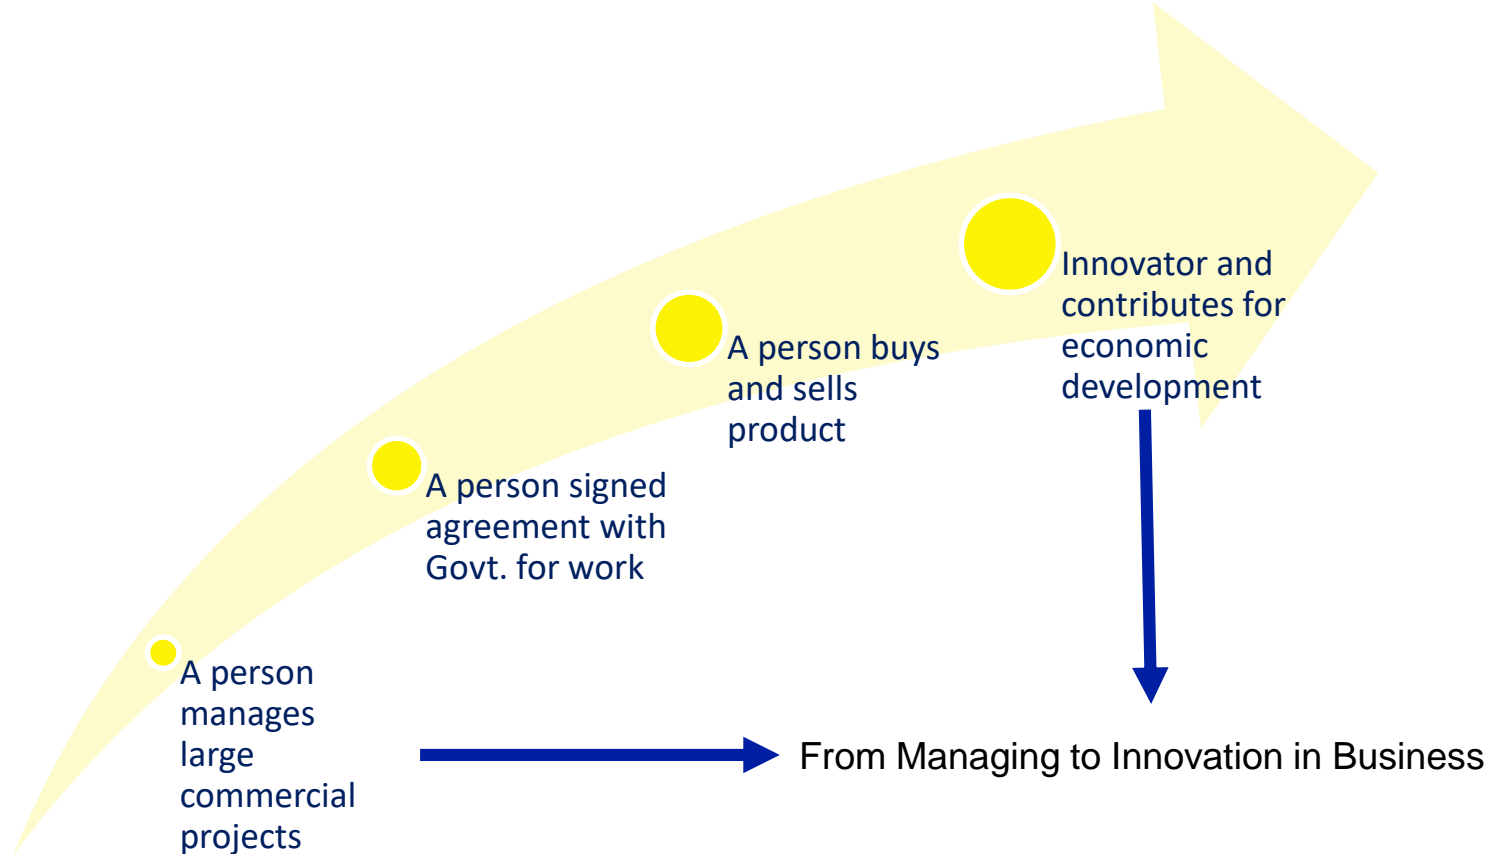 A person
manages
large
commercial
projects
A person signed
agreement with
Govt. for work
A person buys
and sells
product
Innovator and
contributes for
economic
development
From Managing to Innovation in Business